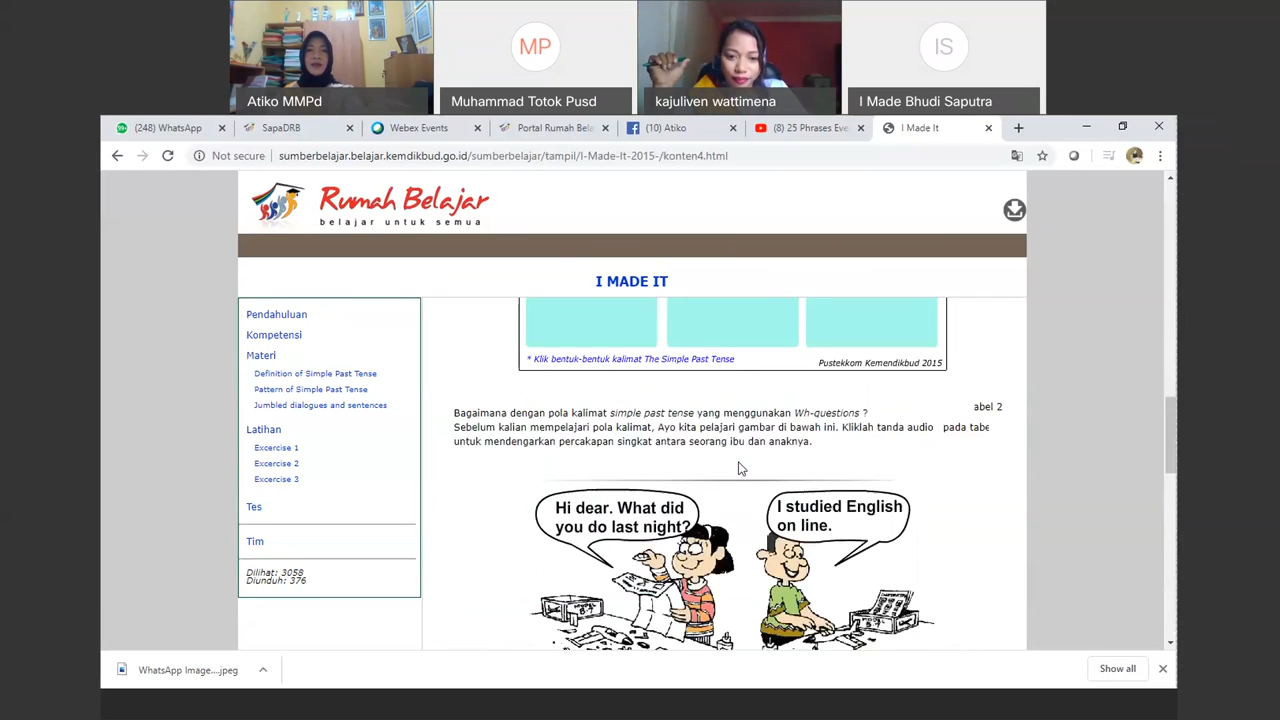 MP
IS
Atiko MMPd
Muhammad Totok Pusd
kajuliven wattimena
I Made Bhudi Saputra
99+
(248) WhatsApp
SapaDRB
Webex Events
Portal Rumah Bela
(10) Atiko
(8) 25 Phrases Eve
I Made It
Not secure
sumberbelajar.belajar.kemdikbud.go.id/sumberbelajar/tampil/I-Made-It-2015-/konten4.html
Rumah Belajar
belajar untuk semua
I MADE IT
Pendahuluan
Kompetensi
Materi
Definition of Simple Past Tense
Pattern of Simple Past Tense
Jumbled dialogues and sentences
Latihan
Excercise 1
Excercise 2
Excercise 3
Tes
Tim
Dilihat: 3058
Diunduh: 376
* Klik bentuk-bentuk kalimat The Simple Past Tense
Pustekkom Kemendikbud 2015
abel 2
Bagaimana dengan pola kalimat simple past tense yang menggunakan Wh-questions ?
Sebelum kalian mempelajari pola kalimat, Ayo kita pelajari gambar di bawah ini. Kliklah tanda audio pada tabe
untuk mendengarkan percakapan singkat antara seorang ibu dan anaknya.
Hi dear. What did
you do last night?
I studied English
on line.
WhatsApp Image....jpeg
Show all